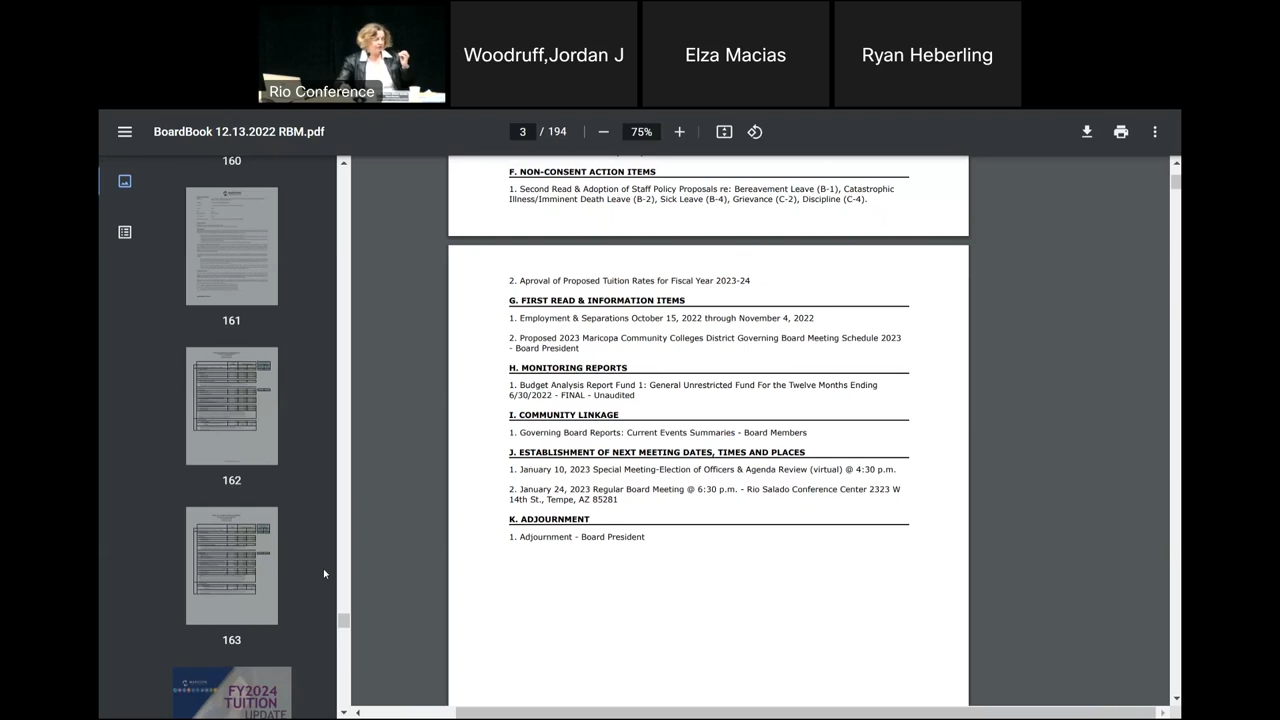 Rio Conference
Woodruff,Jordan J
Elza Macias
Ryan Heberling
BoardBook 12.13.2022 RBM.pdf
3 / 194
75%
160
161
162
163
FY2024
TUITION
UPDATE
F. NON-CONSENT ACTION ITEMS
1. Second Read & Adoption of Staff Policy Proposals re: Bereavement Leave (B-1), Catastrophic
Illness/Imminent Death Leave (B-2), Sick Leave (B-4), Grievance (C-2), Discipline (C-4).
2. Aproval of Proposed Tuition Rates for Fiscal Year 2023-24
G. FIRST READ & INFORMATION ITEMS
1. Employment & Separations October 15, 2022 through November 4, 2022
2. Proposed 2023 Maricopa Community Colleges District Governing Board Meeting Schedule 2023
- Board President
H. MONITORING REPORTS
1. Budget Analysis Report Fund 1: General Unrestricted Fund For the Twelve Months Ending
6/30/2022 - FINAL - Unaudited
I. COMMUNITY LINKAGE
1. Governing Board Reports: Current Events Summaries - Board Members
J. ESTABLISHMENT OF NEXT MEETING DATES, TIMES AND PLACES
1. January 10, 2023 Special Meeting-Election of Officers & Agenda Review (virtual) @ 4:30 p.m.
2. January 24, 2023 Regular Board Meeting @ 6:30 p.m. - Rio Salado Conference Center 2323 W
14th St., Tempe, AZ 85281
K. ADJOURNMENT
1. Adjournment - Board President